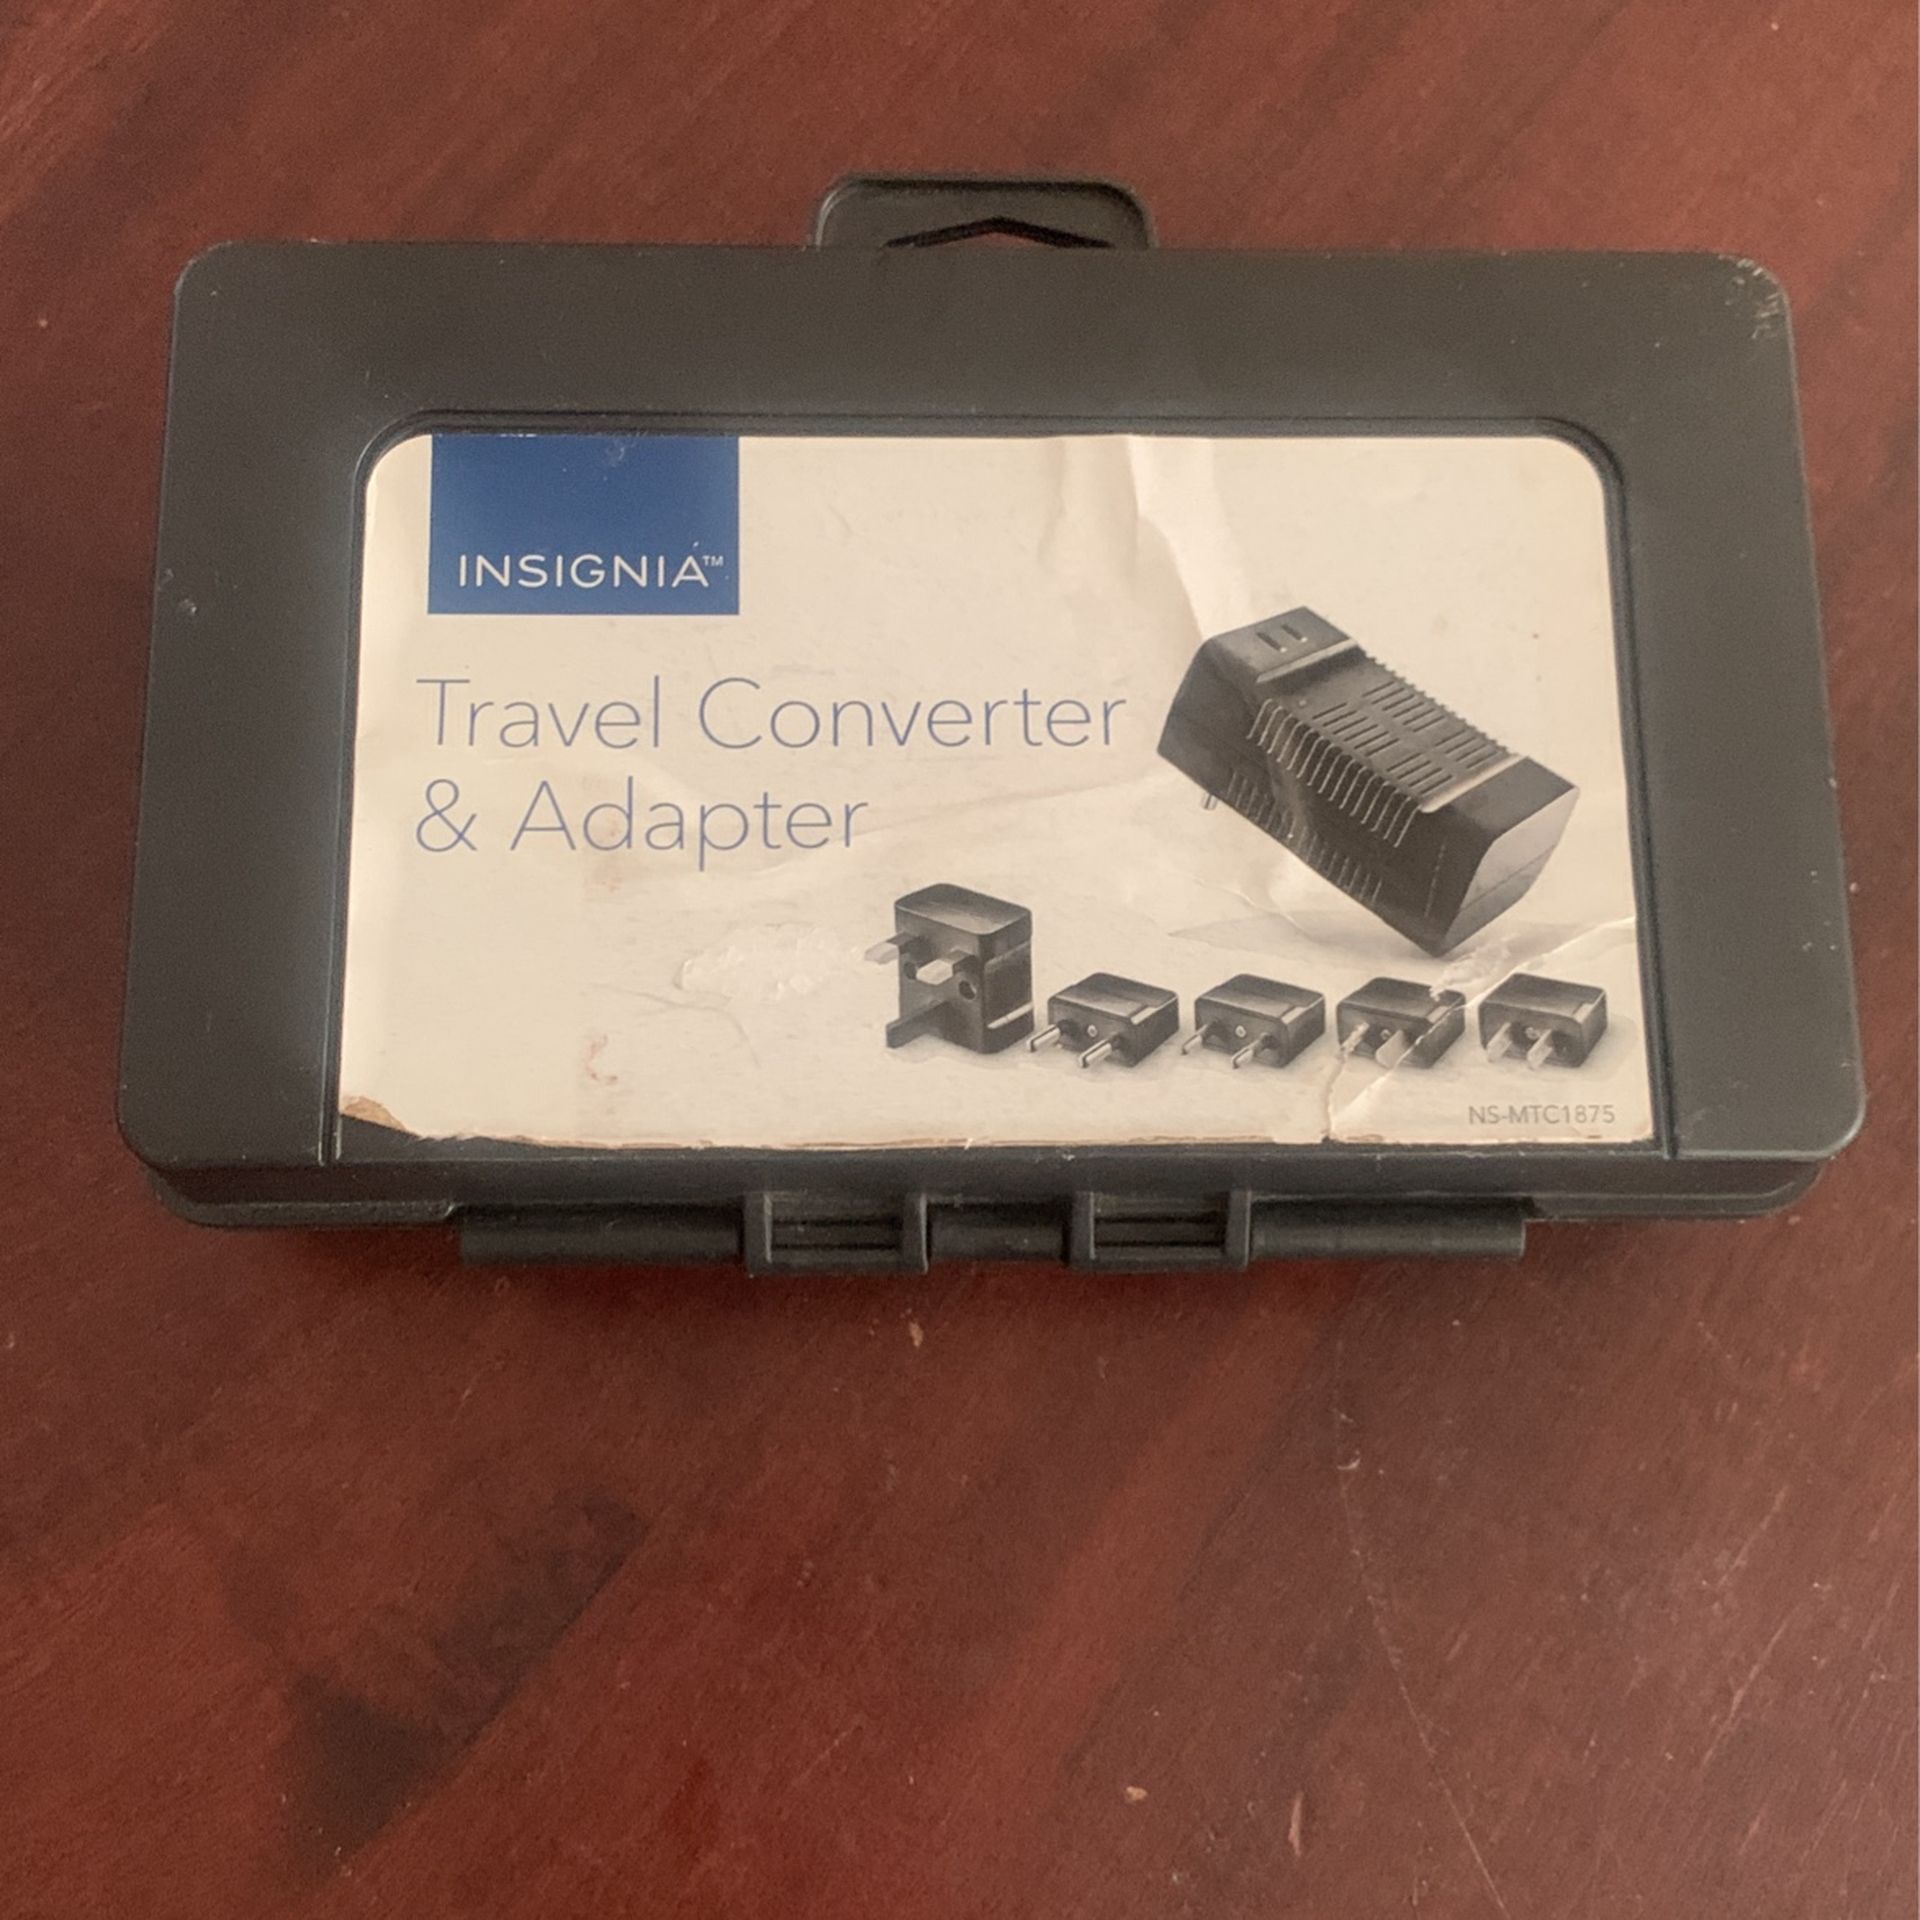 INSIGNIA™
Travel Converter
& Adapter
NS-MTC1875